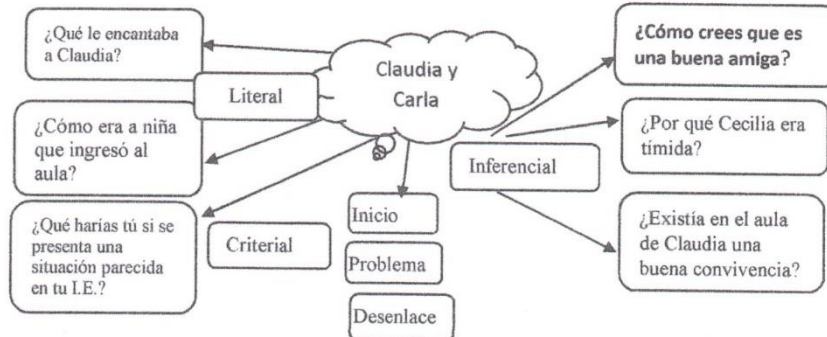 ¿Qué le encantaba
a Claudia?
Literal
¿Cómo era a niña
que ingresó al
aula?
¿Qué harías tú si se
presenta una
situación parecida
en tu I.E.?
Criterial
Claudia y
Carla
Inicio
Problema
Desenlace
Inferencial
¿Cómo crees que es
una buena amiga?
¿Por qué Cecilia era
tímida?
¿Existía en el aula
de Claudia una
buena convivencia?